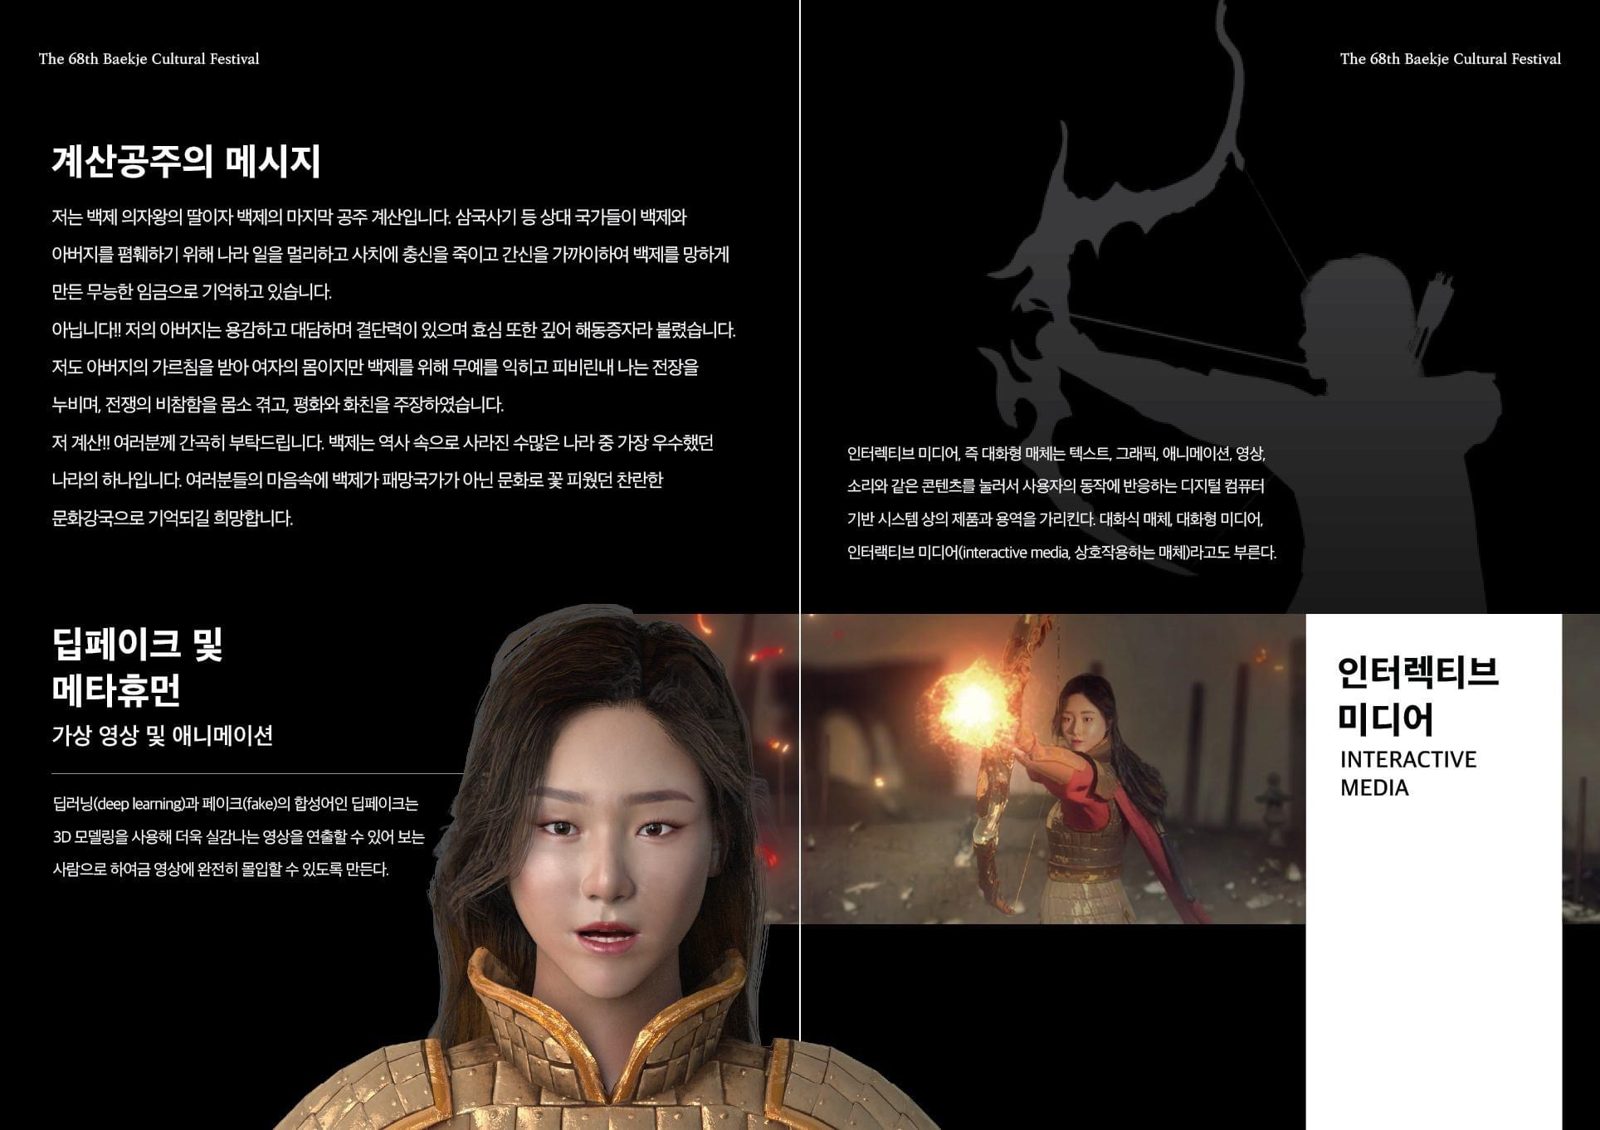 The 68th Baekje Cultural Festival
계산공주의 메시지
저는 백제 의자왕의 딸이자 백제의 마지막 공주 계산입니다. 삼국사기 등 상대 국가들이 백제와
아버지를 폄훼하기 위해 나라 일을 멀리하고 사치에 충신을 죽이고 간신을 가까이하여 백제를 망하게
만든 무능한 임금으로 기억하고 있습니다.
아닙니다!! 저의 아버지는 용감하고 대담하며 결단력이 있으며 효심 또한 깊어 해동증자라 불렸습니다.
저도 아버지의 가르침을 받아 여자의 몸이지만 백제를 위해 무예를 익히고 피비린내 나는 전장을
누비며, 전쟁의 비참함을 몸소 겪고, 평화와 화친을 주장하였습니다.
저 계산!! 여러분께 간곡히 부탁드립니다. 백제는 역사 속으로 사라진 수많은 나라 중 가장 우수했던
나라의 하나입니다. 여러분들의 마음속에 백제가 패망국가가 아닌 문화로 꽃 피웠던 찬란한
문화강국으로 기억되길 희망합니다.
딥페이크 및
메타휴먼
가상 영상 및 애니메이션
딥러닝(deep learning)과 페이크(fake)의 합성어인 딥페이크는
3D 모델링을 사용해 더욱 실감나는 영상을 연출할 수 있어 보는
사람으로 하여금 영상에 완전히 몰입할 수 있도록 만든다.
The 68th Baekje Cultural Festival
인터렉티브 미디어, 즉 대화형 매체는 텍스트, 그래픽, 애니메이션, 영상,
소리와 같은 콘텐츠를 눌러서 사용자의 동작에 반응하는 디지털 컴퓨터
기반 시스템 상의 제품과 용역을 가리킨다. 대화식 매체, 대화형 미디어,
인터랙티브 미디어(interactive media, 상호작용하는 매체)라고도 부른다.
인터렉티브
미디어
INTERACTIVE
MEDIA